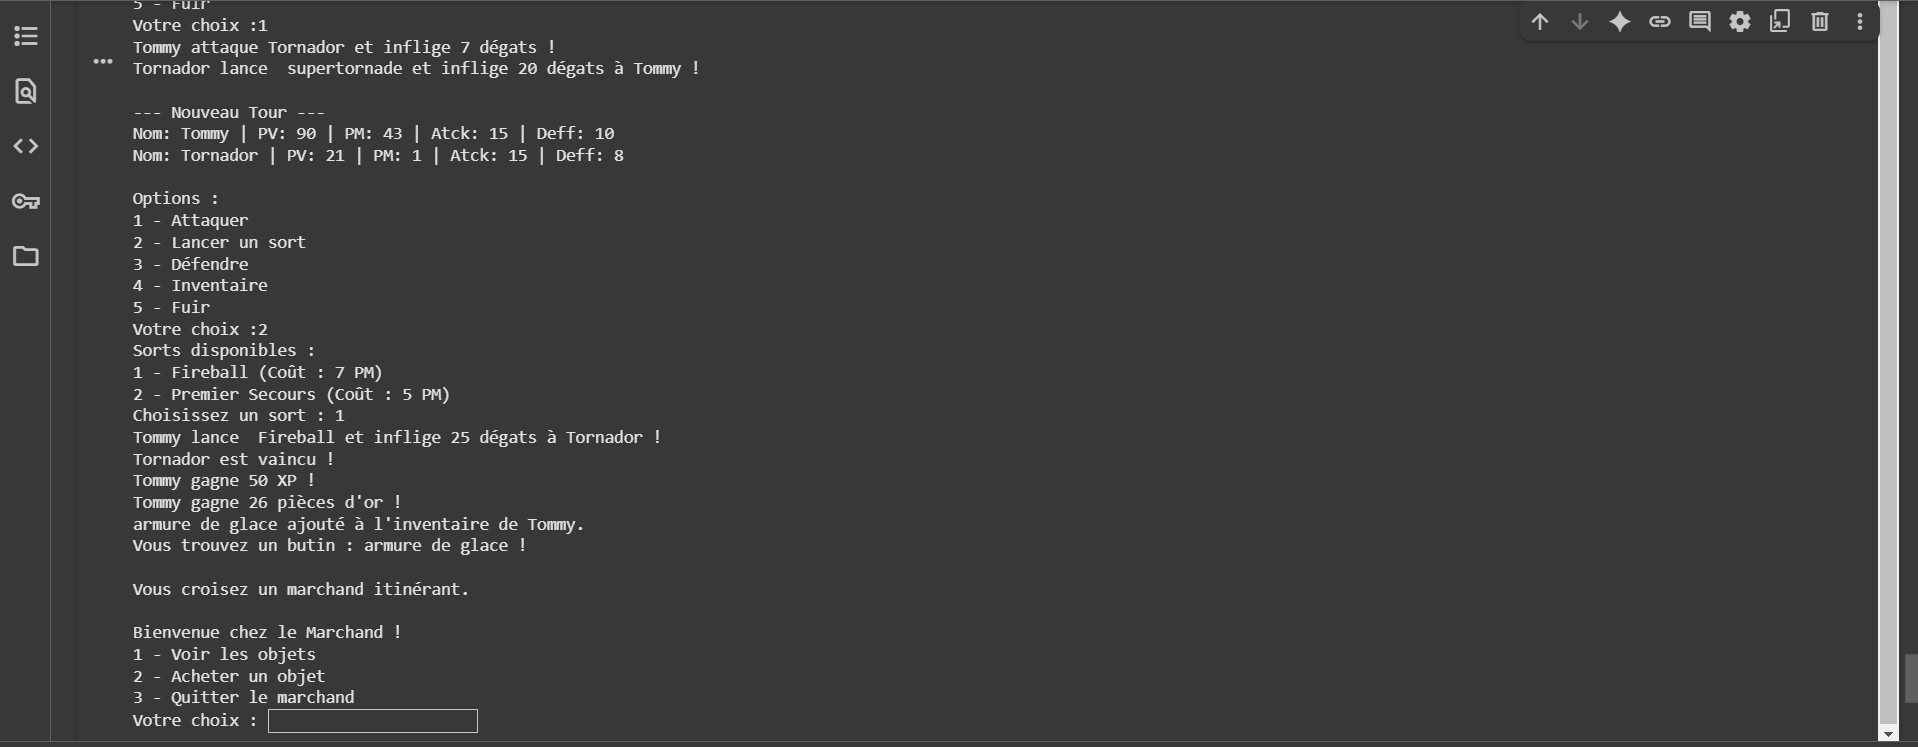 5 - Fuir
Votre choix :1
Tommy attaque Tornador et inflige 7 dégats !
Tornador lance  supertornade et inflige 20 dégats à Tommy !
--- Nouveau Tour ---
Nom: Tommy | PV: 90 | PM: 43 | Atck: 15 | Deff: 10
Nom: Tornador | PV: 21 | PM: 1 | Atck: 15 | Deff: 8
Options :
1 - Attaquer
2 - Lancer un sort
3 - Défendre
4 - Inventaire
5 - Fuir
Votre choix :2
Sorts disponibles :
1 - Fireball (Coût : 7 PM)
2 - Premier Secours (Coût : 5 PM)
Choisissez un sort : 1
Tommy lance  Fireball et inflige 25 dégats à Tornador !
Tornador est vaincu !
Tommy gagne 50 XP !
Tommy gagne 26 pièces d'or !
armure de glace ajouté à l'inventaire de Tommy.
Vous trouvez un butin : armure de glace !
Vous croisez un marchand itinérant.
Bienvenue chez le Marchand !
1 - Voir les objets
2 - Acheter un objet
3 - Quitter le marchand
Votre choix :